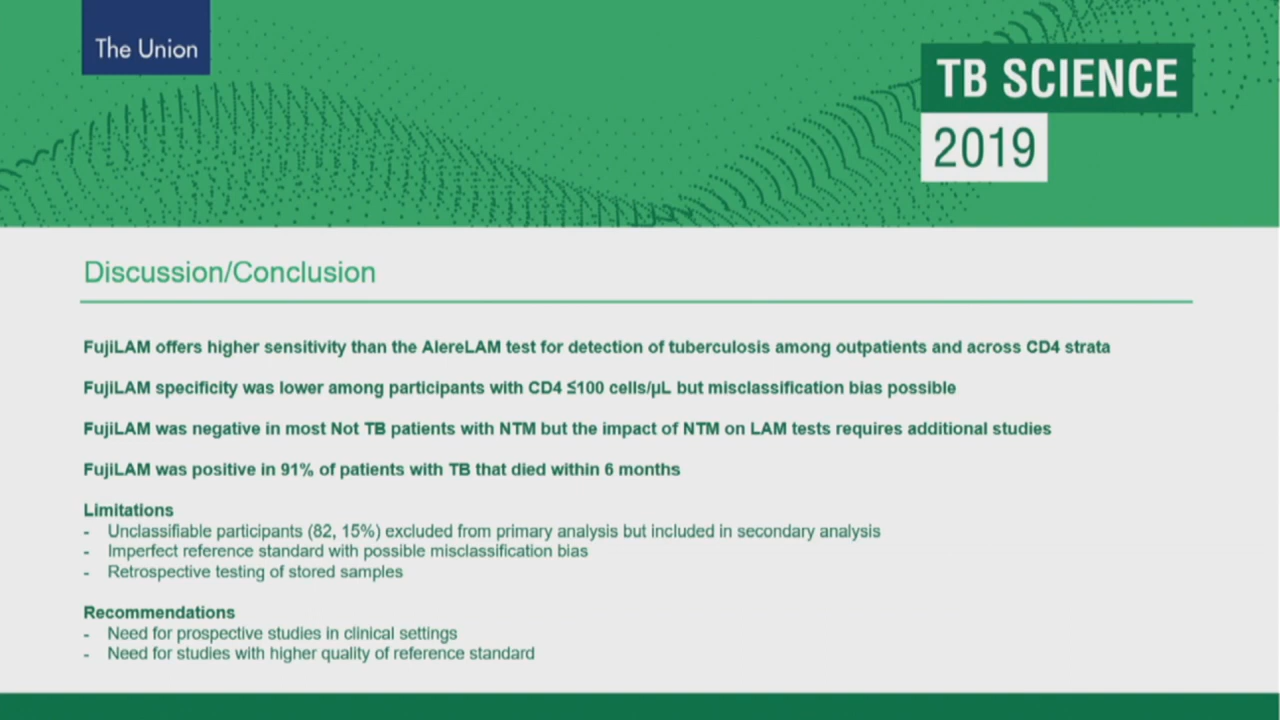 The Union
TB SCIENCE
2019
Discussion/Conclusion
FujiLAM offers higher sensitivity than the AlereLAM test for detection of tuberculosis among outpatients and across CD4 strata
FujiLAM specificity was lower among participants with CD4 ≤100 cells/µL but misclassification bias possible
FujiLAM was negative in most Not TB patients with NTM but the impact of NTM on LAM tests requires additional studies
FujiLAM was positive in 91% of patients with TB that died within 6 months
Limitations
- Unclassifiable participants (82, 15%) excluded from primary analysis but included in secondary analysis
- Imperfect reference standard with possible misclassification bias
- Retrospective testing of stored samples
Recommendations
- Need for prospective studies in clinical settings
- Need for studies with higher quality of reference standard